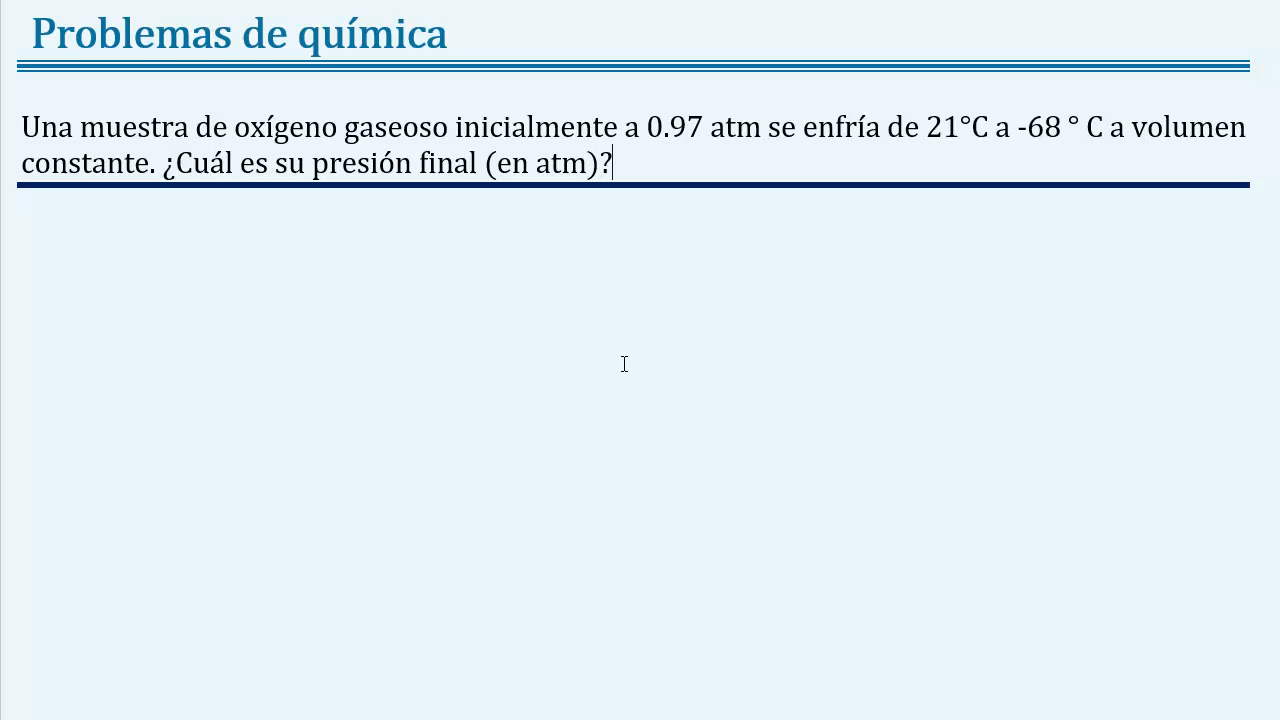 Problemas de química
Una muestra de oxígeno gaseoso inicialmente a 0.97 atm se enfría de 21°C a -68 ° C a volumen
constante. ¿Cuál es su presión final (en atm)?